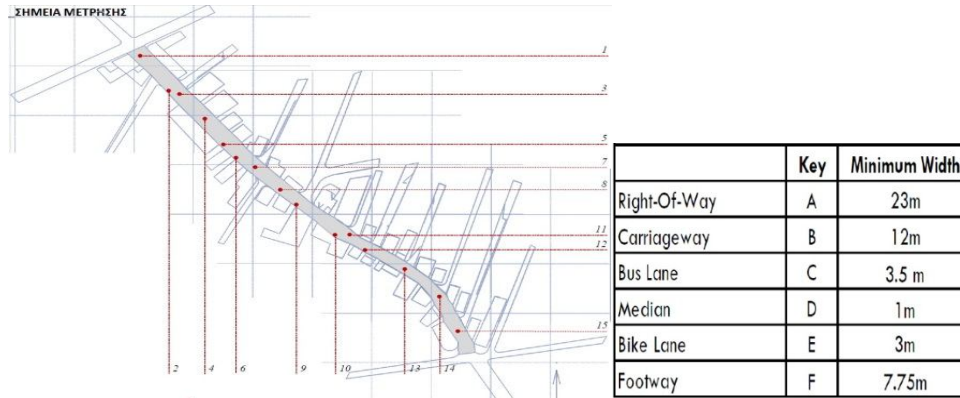 ΣΗΜΕΙΑ ΜΕΤΡΗΣΗΣ
1
3
5
7
8
11
12
15
2 4 6 9 10 13 14
Key Minimum Width
Right-Of-Way A 23m
Carriageway B 12m
Bus Lane C 3.5 m
Median D 1m
Bike Lane E 3m
Footway F 7.75m